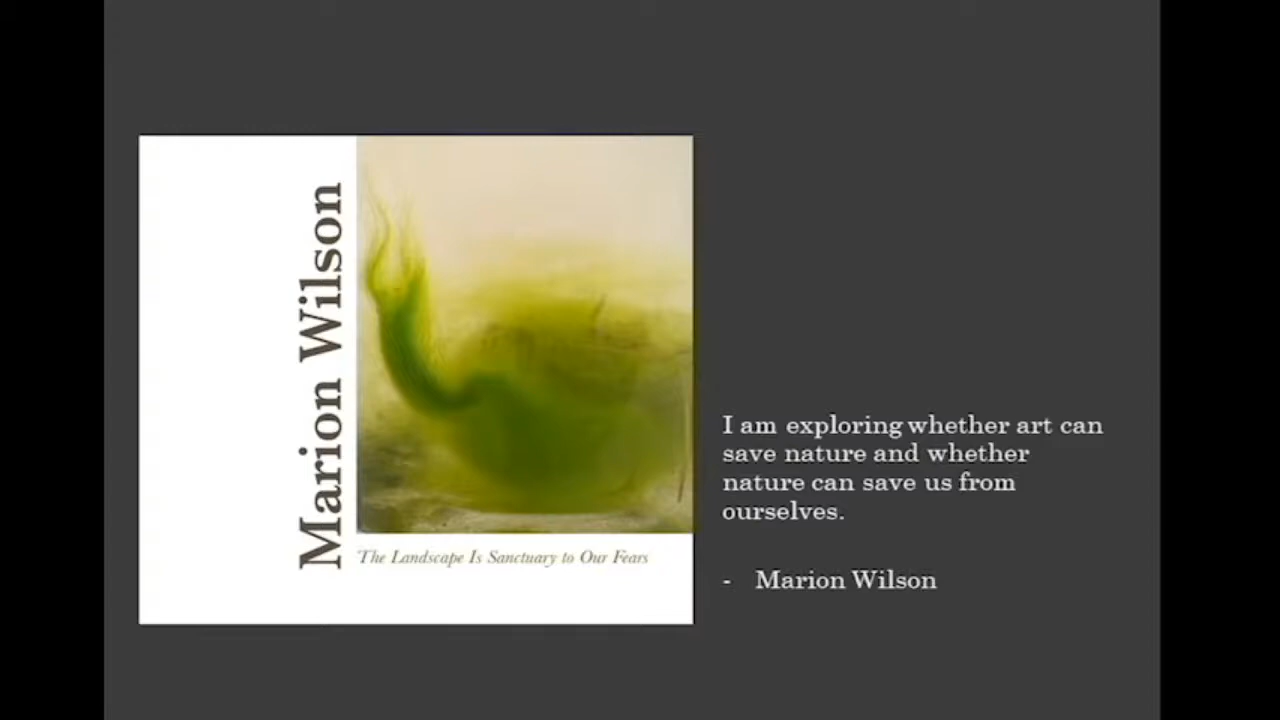 Marion Wilson
The Landscape Is Sanctuary to Our Fears
I am exploring whether art can
save nature and whether
nature can save us from
ourselves.
- Marion Wilson